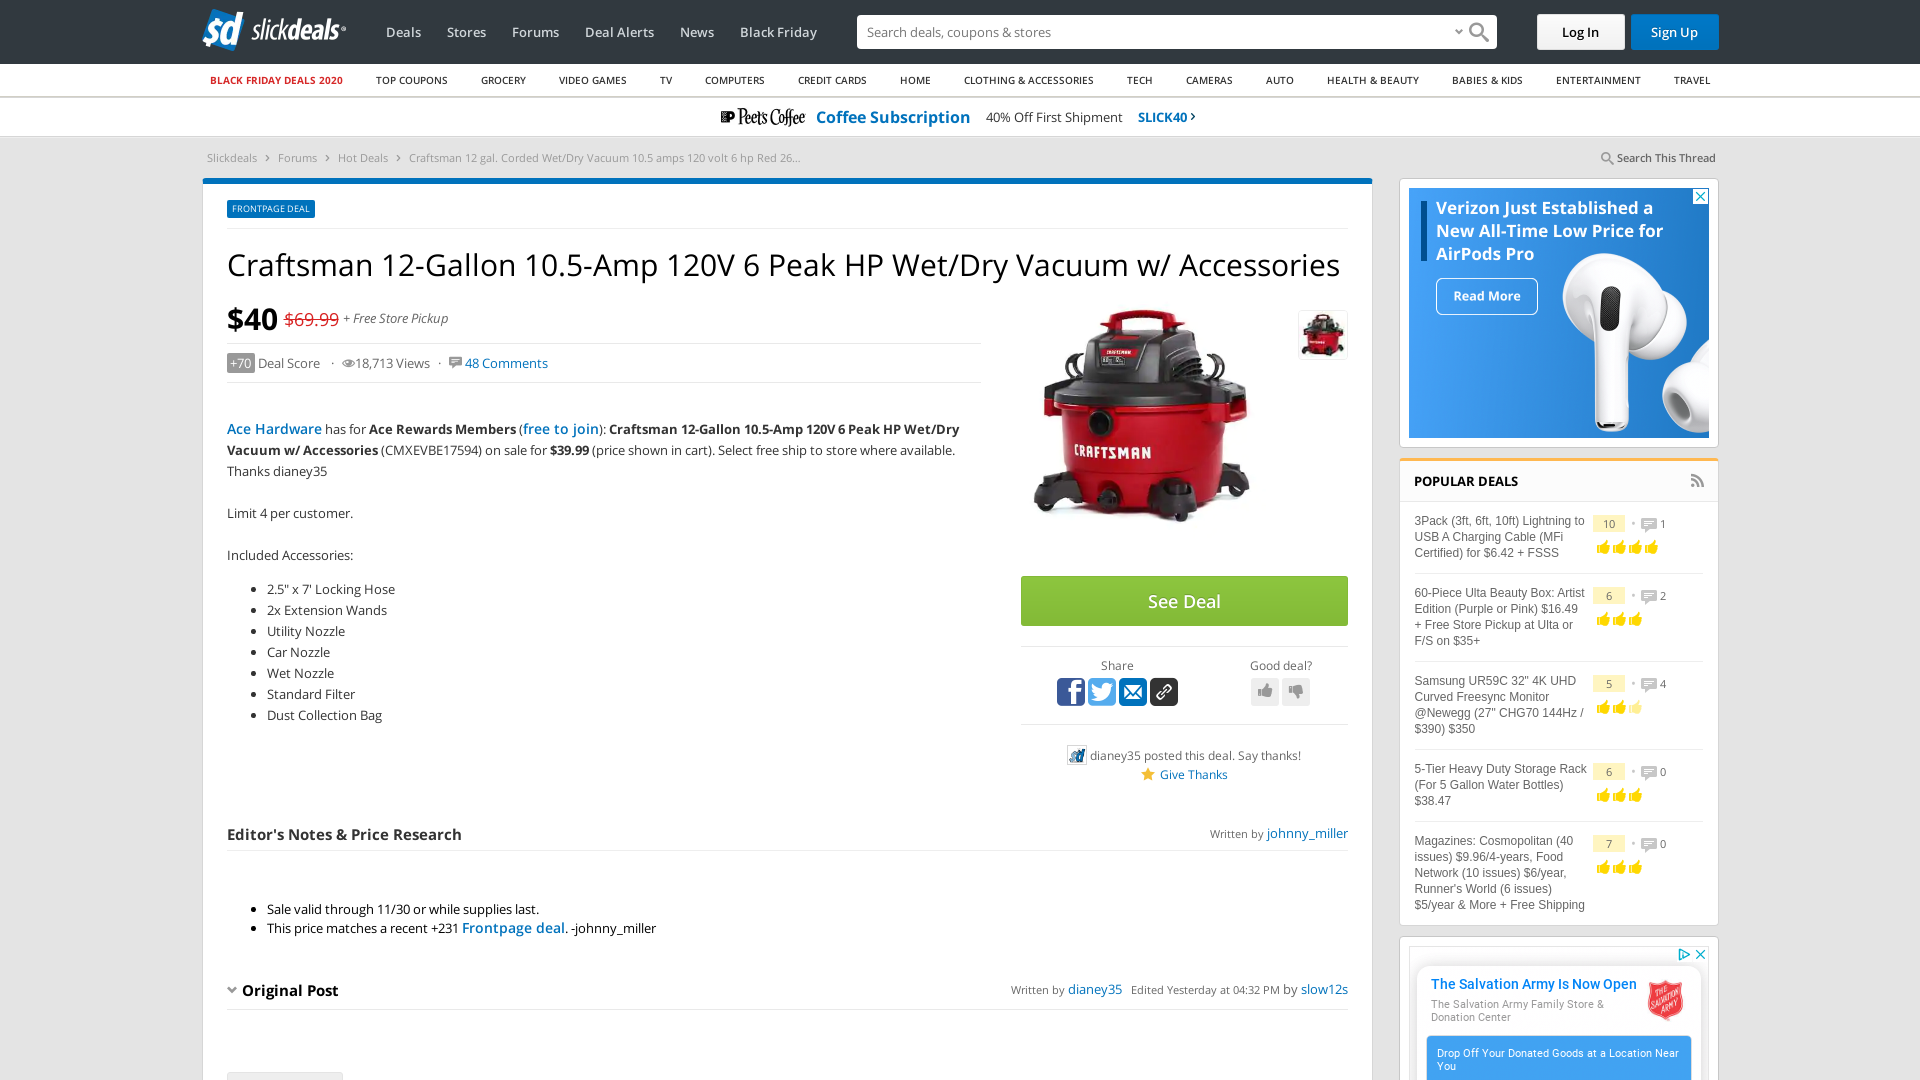 slickdeals
Deals
Stores
Forums
Deal Alerts
News
Black Friday
Search deals, coupons & stores
Log In
Sign Up
BLACK FRIDAY DEALS 2020
TOP COUPONS
GROCERY
VIDEO GAMES
TV
COMPUTERS
CREDIT CARDS
HOME
CLOTHING & ACCESSORIES
TECH
CAMERAS
AUTO
HEALTH & BEAUTY
BABIES & KIDS
ENTERTAINMENT
TRAVEL
Peet's Coffee Coffee Subscription 40% Off First Shipment SLICK40
Slickdeals > Forums > Hot Deals > Craftsman 12 gal. Corded Wet/Dry Vacuum 10.5 amps 120 volt 6 hp Red 26...
Search This Thread
FRONTPAGE DEAL
Craftsman 12-Gallon 10.5-Amp 120V 6 Peak HP Wet/Dry Vacuum w/ Accessories
$40 $69.99 + Free Store Pickup
+70 Deal Score · 18,713 Views · 48 Comments
Ace Hardware has for Ace Rewards Members (free to join): Craftsman 12-Gallon 10.5-Amp 120V 6 Peak HP Wet/Dry
Vacuum w/ Accessories (CMXEVBE17594) on sale for $39.99 (price shown in cart). Select free ship to store where available.
Thanks dianey35
Limit 4 per customer.
Included Accessories:
• 2.5" x 7' Locking Hose
• 2x Extension Wands
• Utility Nozzle
• Car Nozzle
• Wet Nozzle
• Standard Filter
• Dust Collection Bag
CRAFTSMAN
CRAFTSMAN
See Deal
Share
Good deal?
dianey35 posted this deal. Say thanks!
Give Thanks
Editor's Notes & Price Research
Written by johnny_miller
• Sale valid through 11/30 or while supplies last.
• This price matches a recent +231 Frontpage deal. -johnny_miller
Original Post
Written by dianey35 Edited Yesterday at 04:32 PM by slow12s
Verizon Just Established a
New All-Time Low Price for
AirPods Pro
Read More
POPULAR DEALS
3Pack (3ft, 6ft, 10ft) Lightning to
USB A Charging Cable (MFi
Certified) for $6.42 + FSSS
10 • 1
60-Piece Ulta Beauty Box: Artist
Edition (Purple or Pink) $16.49
+ Free Store Pickup at Ulta or
F/S on $35+
6 • 2
Samsung UR59C 32" 4K UHD
Curved Freesync Monitor
@Newegg (27" CHG70 144Hz /
$390) $350
5 • 4
5-Tier Heavy Duty Storage Rack
(For 5 Gallon Water Bottles)
$38.47
6 • 0
Magazines: Cosmopolitan (40
issues) $9.96/4-years, Food
Network (10 issues) $6/year,
Runner's World (6 issues)
$5/year & More + Free Shipping
7 • 0
The Salvation Army Is Now Open
The Salvation Army Family Store &
Donation Center
THE SALVATION ARMY
Drop Off Your Donated Goods at a Location Near
You